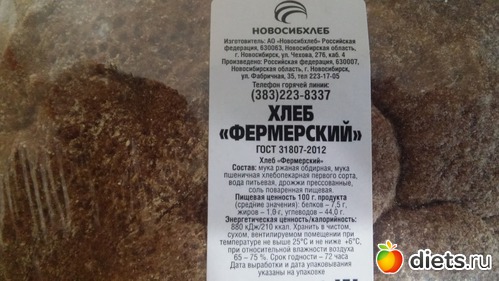 НОВОСИБХЛЕБ
Изготовитель: АО «Новосибхлеб» Российская
федерация, 630063, Новосибирская область,
г. Новосибирск, ул. Чехова, 276, каб. 4
Произведено: Российская федерация, 630007,
Новосибирская область, г. Новосибирск,
ул. Фабричная, 35, тел 223-17-05
Телефон горячей линии:
(383)223-8337
ХЛЕБ
«ФЕРМЕРСКИЙ»
ГОСТ 31807-2012
Хлеб «Фермерский»
Состав: мука ржаная обдирная, мука
пшеничная хлебопекарная первого сорта,
вода питьевая, дрожжи прессованные,
соль поваренная пищевая.
Пищевая ценность 100 г. продукта
(средние значения): белков – 7,5 г,
жиров – 1,0 г, углеводов – 44,0 г.
Энергетическая ценность/калорийность:
880 кДж/210 ккал. Хранить в чистом,
сухом, вентилируемом помещении при
температуре не выше 25°С и не ниже +6°С,
при относительной влажности воздуха
65 – 75 %. Срок годности – 72 часа
Дата выработки и дата упаковывания
указаны на упаковке
diets.ru